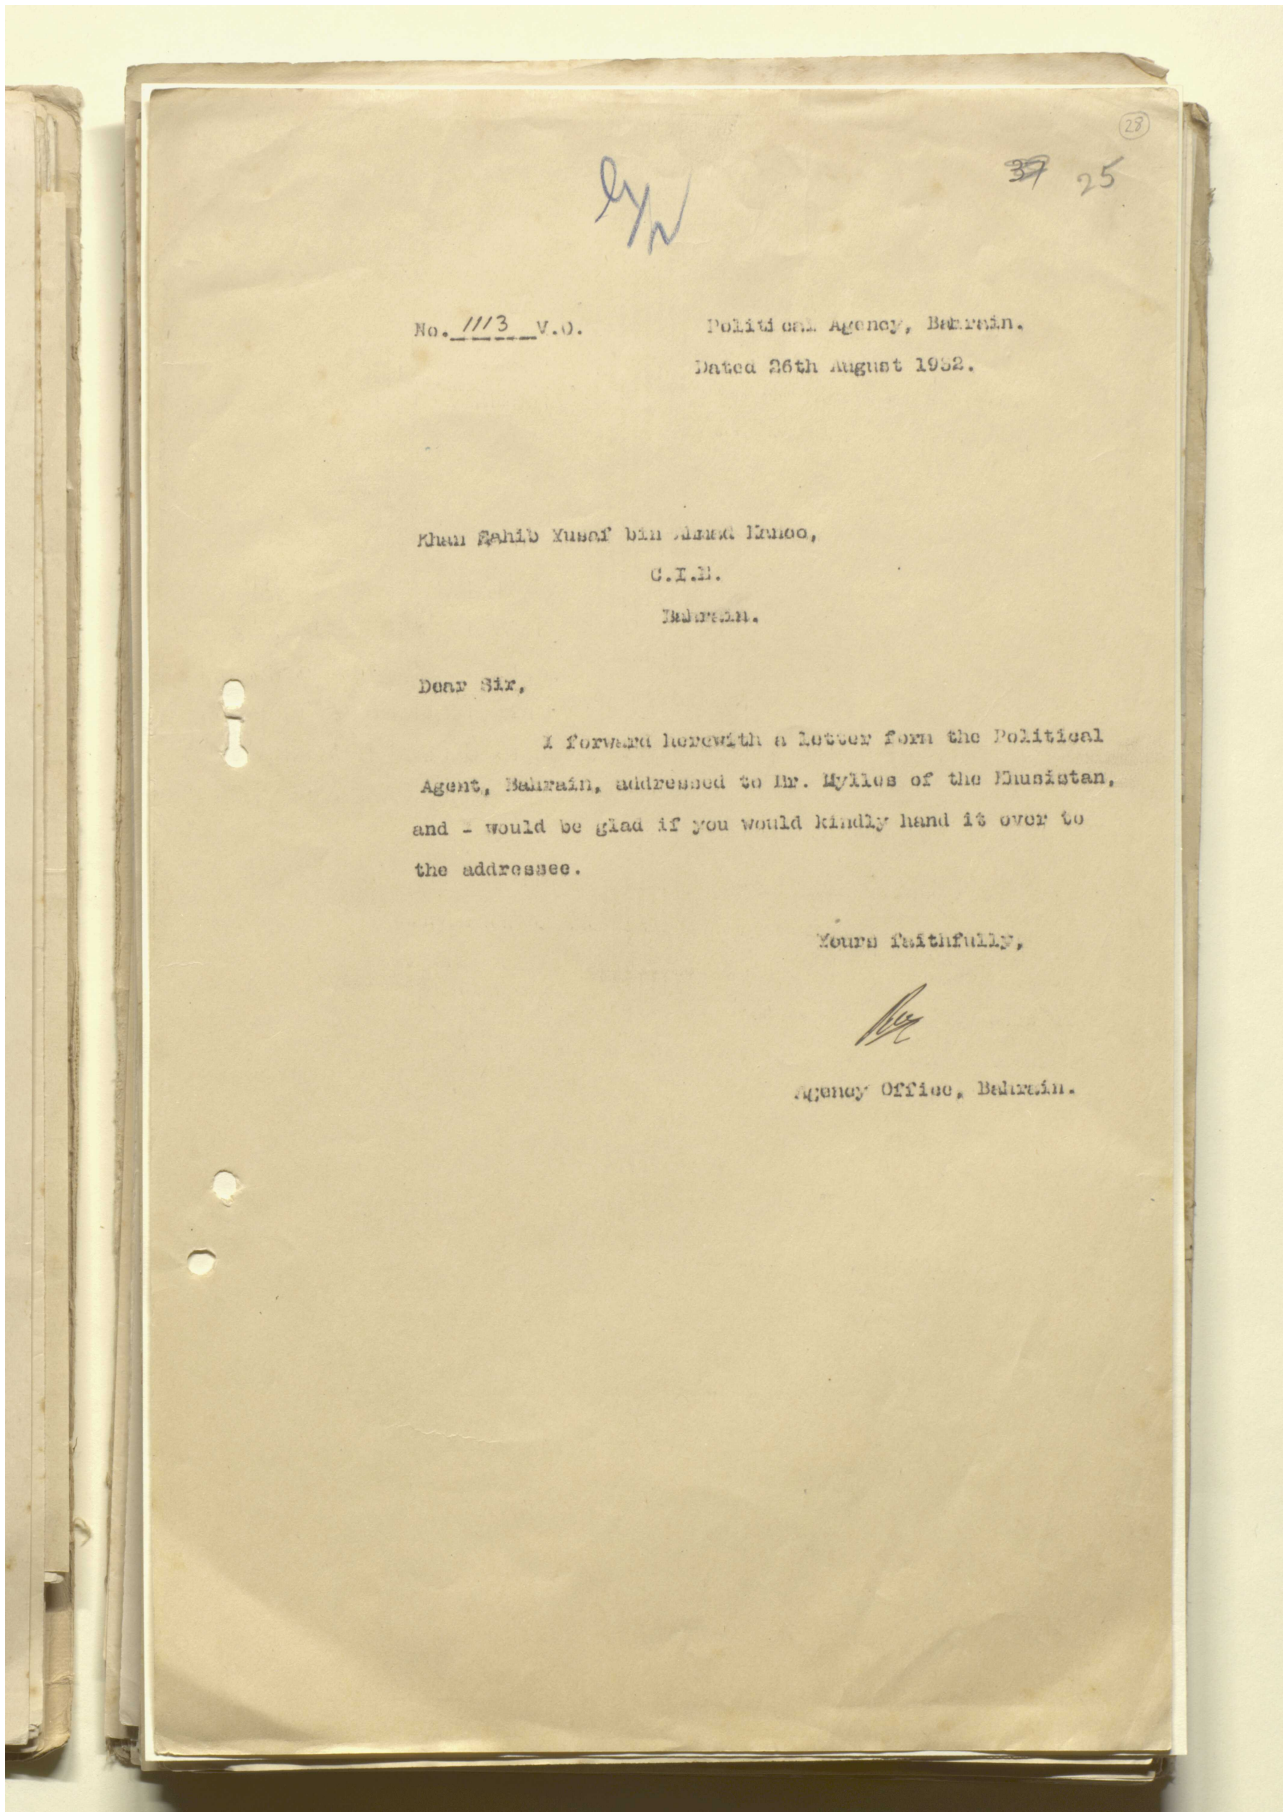 28
37 25
No. 1113 V.O. Political Agency, Bahrain.
Dated 26th August 1932.
Khan Sahib Yusaf bin Ahmad Kanoo,
C.I.E.
Bahrain.
Dear Sir,
I forward herewith a letter form the Political
Agent, Bahrain, addressed to Mr. Mylles of the Khusistan,
and I would be glad if you would kindly hand it over to
the addressee.
Yours faithfully,
Agency Office, Bahrain.